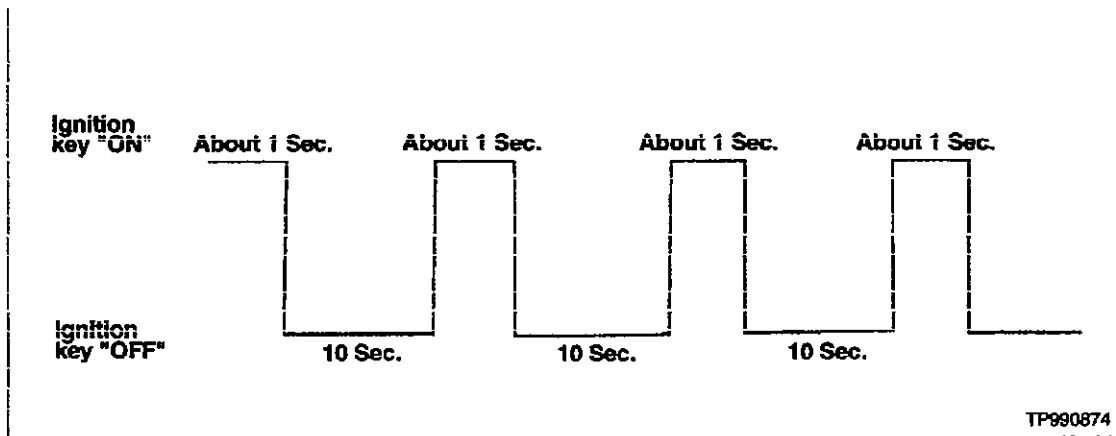 Ignition
key "ON"
About 1 Sec. About 1 Sec. About 1 Sec. About 1 Sec.
Ignition
key "OFF"
10 Sec. 10 Sec. 10 Sec.
TP990874